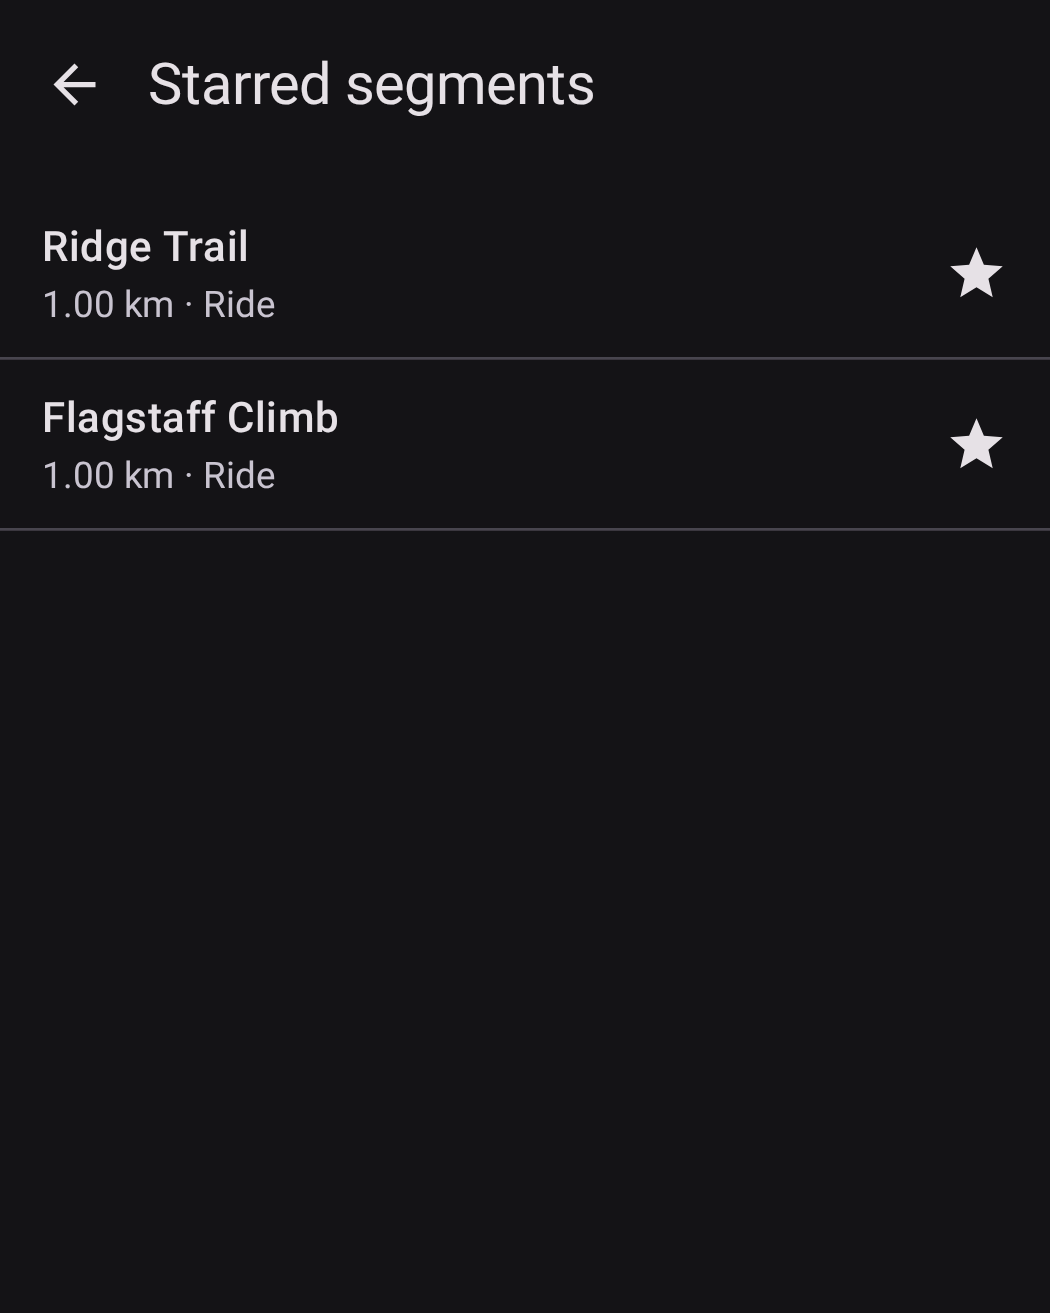 Starred segments
Ridge Trail
1.00 km · Ride
Flagstaff Climb
1.00 km · Ride